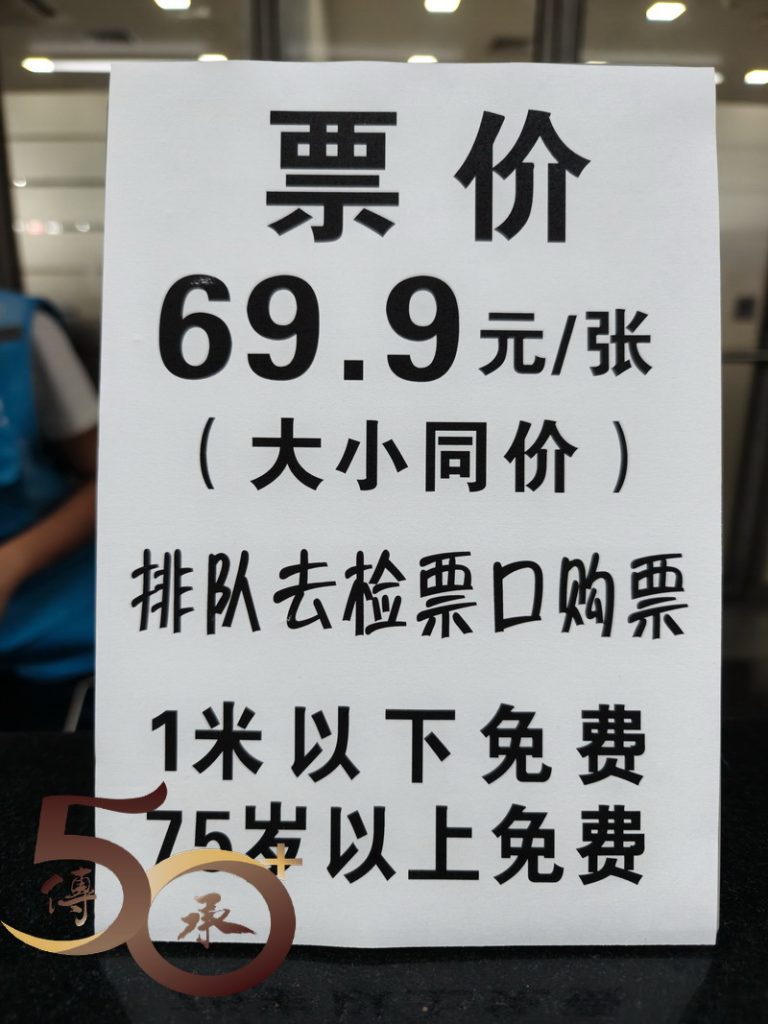 票价
69.9元/张
（大小同价）
排队去检票口购票
1米以下免费
75岁以上免费
50+
傳承